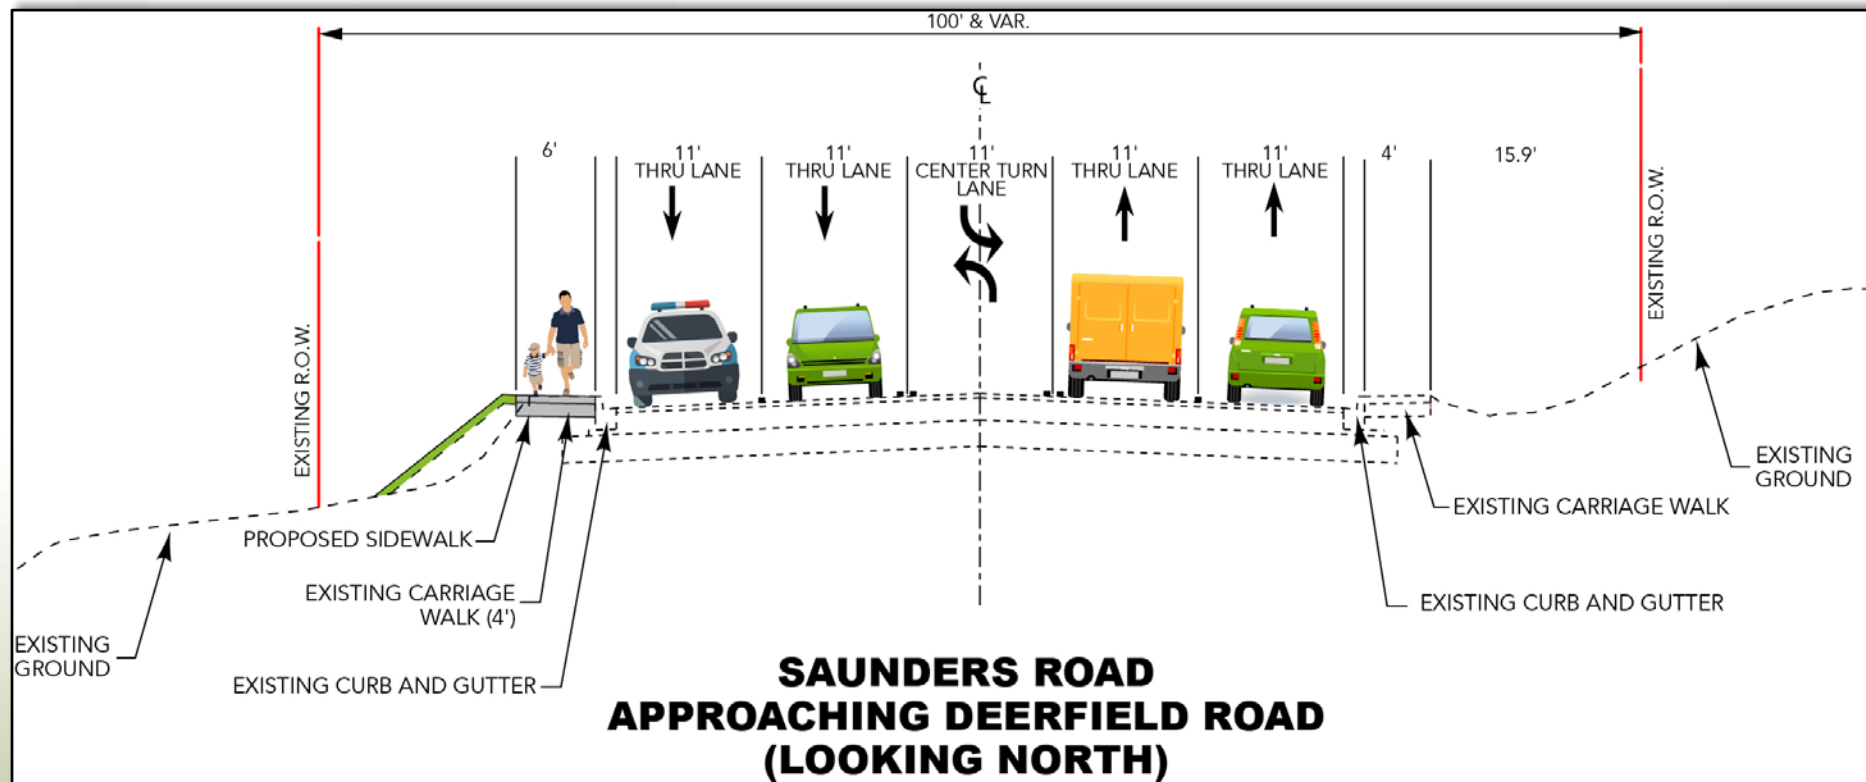 100' & VAR.
℄
6'
11'
THRU LANE
11'
THRU LANE
11'
CENTER TURN
LANE
11'
THRU LANE
11'
THRU LANE
4'
15.9'
EXISTING R.O.W.
EXISTING R.O.W.
PROPOSED SIDEWALK
EXISTING CARRIAGE
WALK (4')
EXISTING
GROUND
EXISTING CURB AND GUTTER
EXISTING
GROUND
EXISTING CARRIAGE WALK
EXISTING CURB AND GUTTER
SAUNDERS ROAD
APPROACHING DEERFIELD ROAD
(LOOKING NORTH)